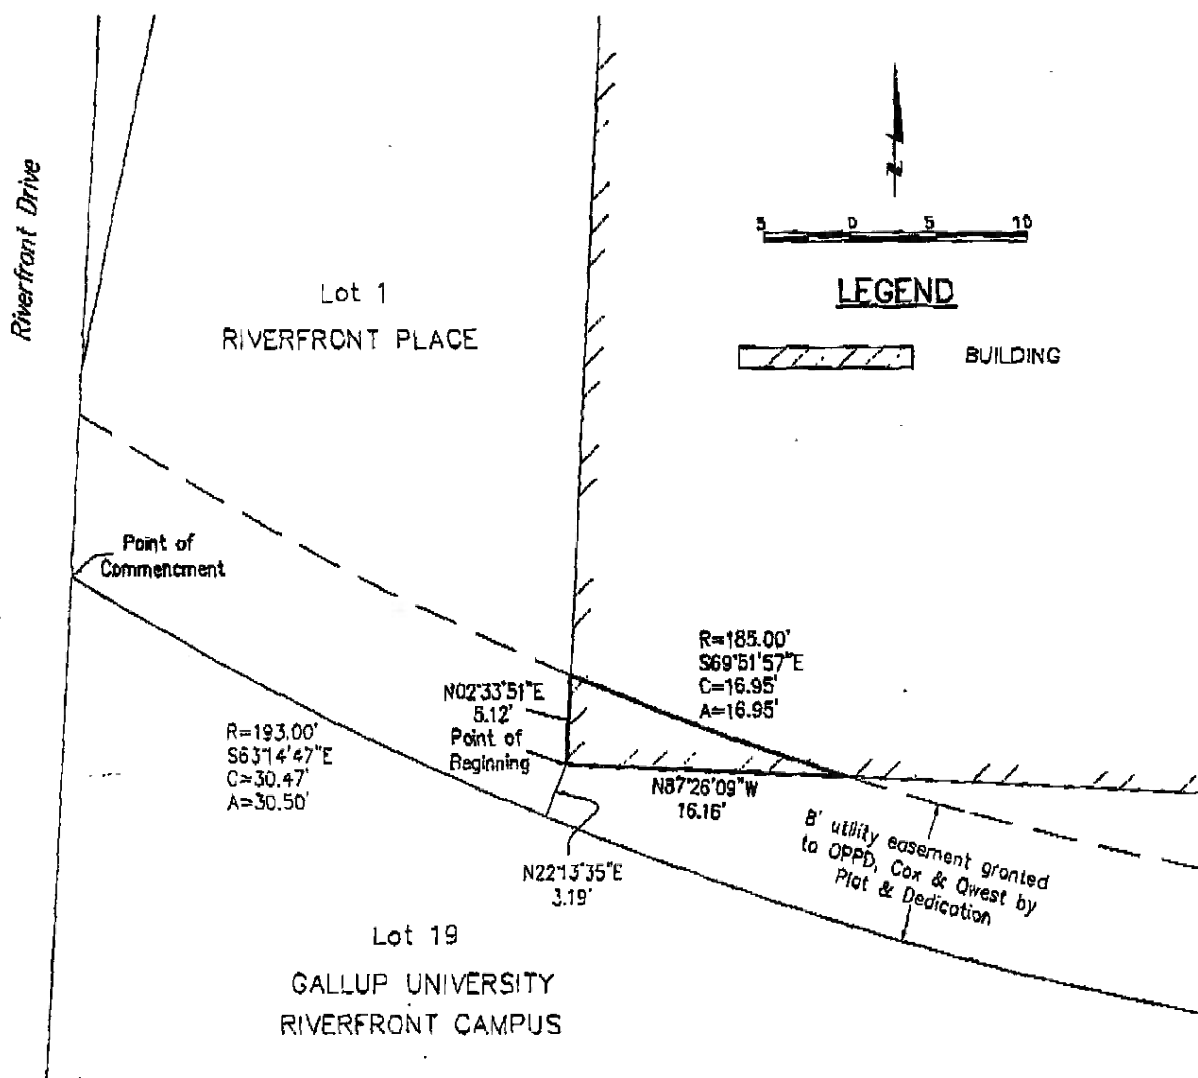 Riverfront Drive
N
5 0 5 10
LEGEND
BUILDING
Lot 1
RIVERFRONT PLACE
Point of
Commencment
R=185.00'
S69°51'57"E
C=16.95'
A=16.95'
N02°33'51"E
5.12'
Point of
Beginning
R=193.00'
S63°14'47"E
C=30.47'
A=30.50'
N87°26'09"W
16.16'
N22°13'35"E
3.19'
8' utility easement granted
to OPPD, Cox & Qwest by
Plat & Dedication
Lot 19
GALLUP UNIVERSITY
RIVERFRONT CAMPUS